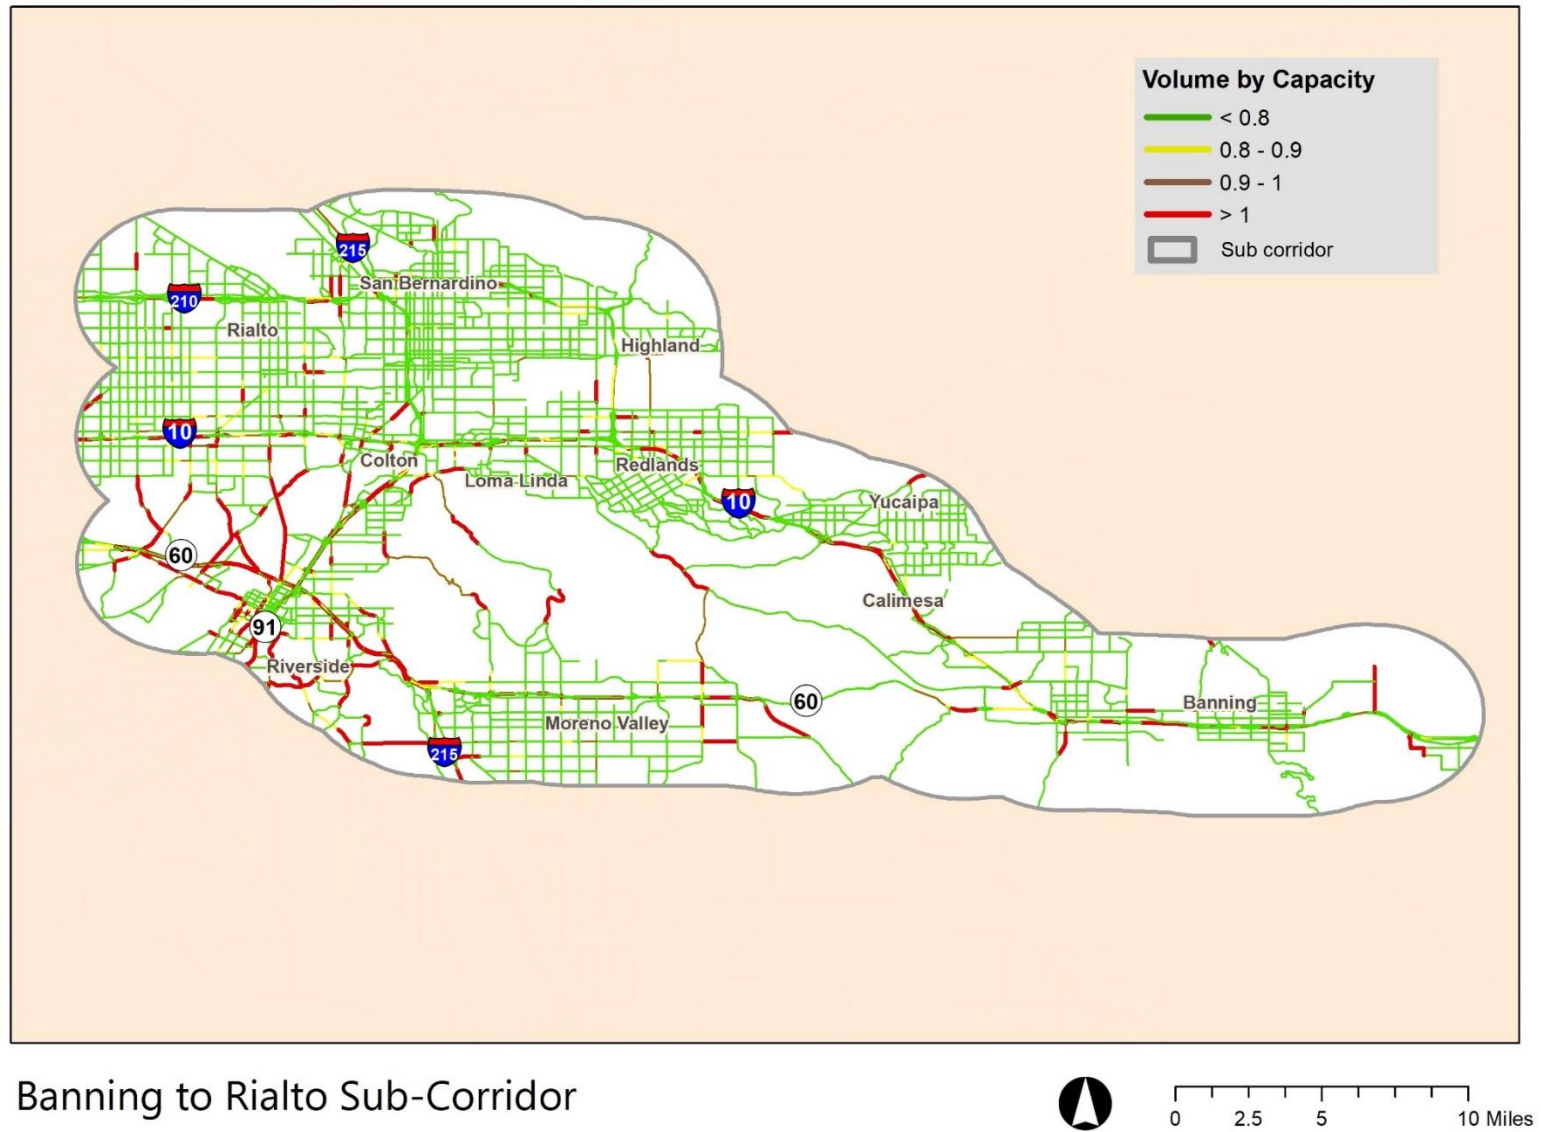 Volume by Capacity
< 0.8
0.8 - 0.9
0.9 - 1
> 1
Sub corridor
215
San Bernardino
210
Rialto
Highland
10
Colton
Loma Linda
Redlands
10
Yucaipa
60
Calimesa
91
Riverside
60
Banning
Moreno Valley
215
Banning to Rialto Sub-Corridor
0 2.5 5 10 Miles